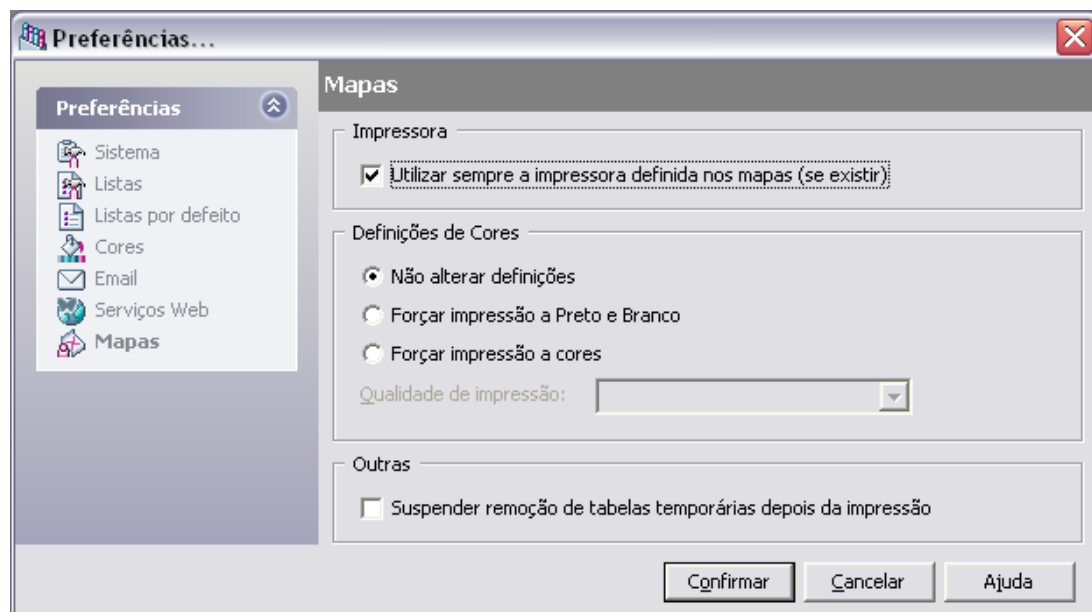 Preferências...
Preferências
Sistema
Listas
Listas por defeito
Cores
Email
Serviços Web
Mapas
Mapas
Impressora
Utilizar sempre a impressora definida nos mapas (se existir)
Definições de Cores
Não alterar definições
Forçar impressão a Preto e Branco
Forçar impressão a cores
Qualidade de impressão:
Outras
Suspender remoção de tabelas temporárias depois da impressão
Confirmar
Cancelar
Ajuda